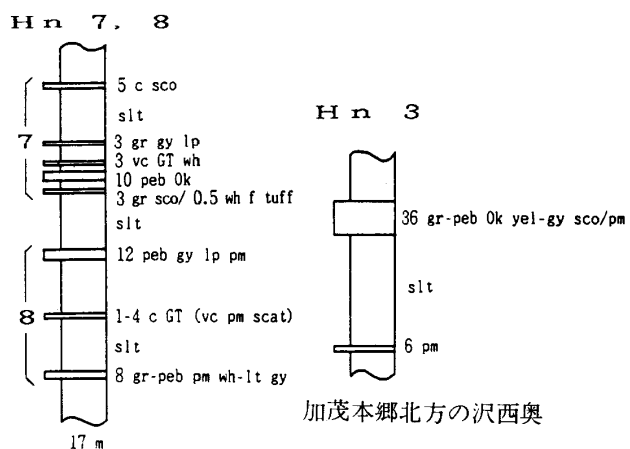 Hn 7, 8
5 c sco
slt
7
3 gr gy lp
3 vc GT wh
10 peb Ok
3 gr sco/ 0.5 wh f tuff
slt
12 peb gy lp pm
8
1-4 c GT (vc pm scat)
slt
8 gr-peb pm wh-lt gy
17 m
Hn 3
36 gr-peb Ok yel-gy sco/pm
slt
6 pm
加茂本郷北方の沢西奥